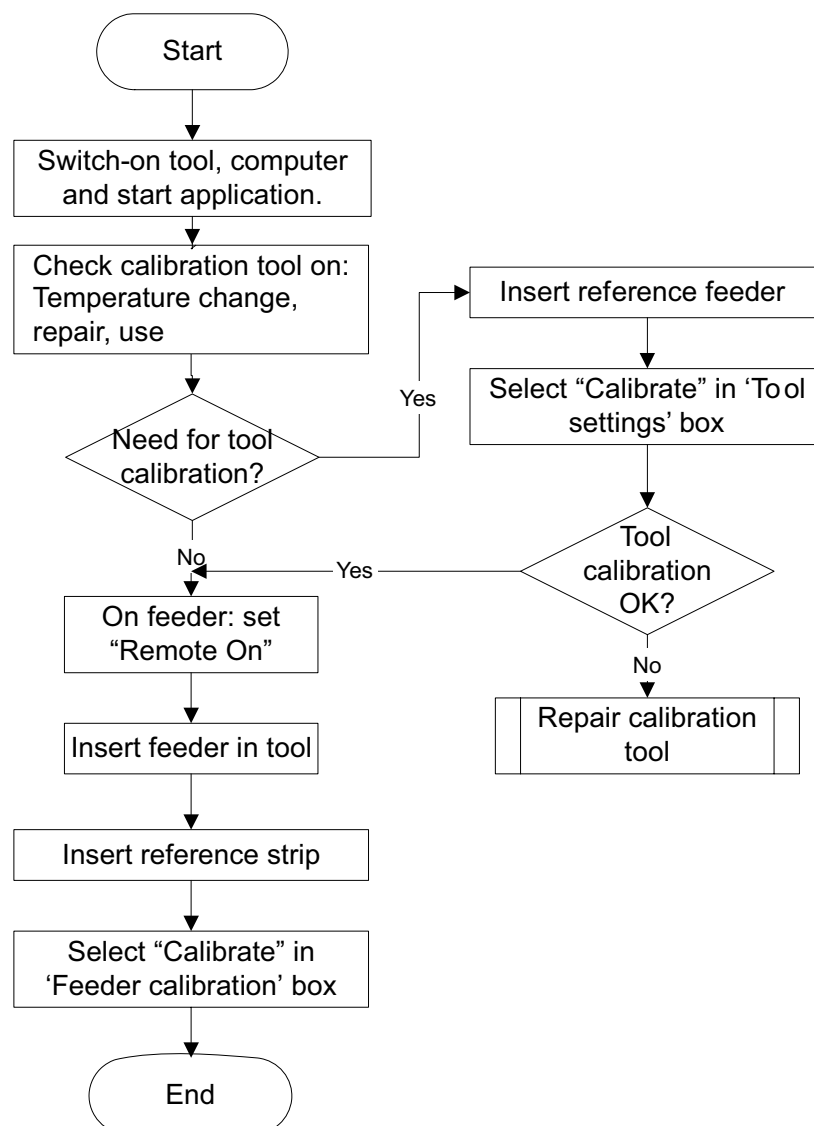 Start
Switch-on tool, computer
and start application.
Check calibration tool on:
Temperature change,
repair, use
Need for tool
calibration?
Yes
Insert reference feeder
Select “Calibrate” in ‘Tool
settings’ box
Tool
calibration
OK?
Yes
No
Repair calibration
tool
No
On feeder: set
“Remote On”
Insert feeder in tool
Insert reference strip
Select “Calibrate” in
‘Feeder calibration’ box
End